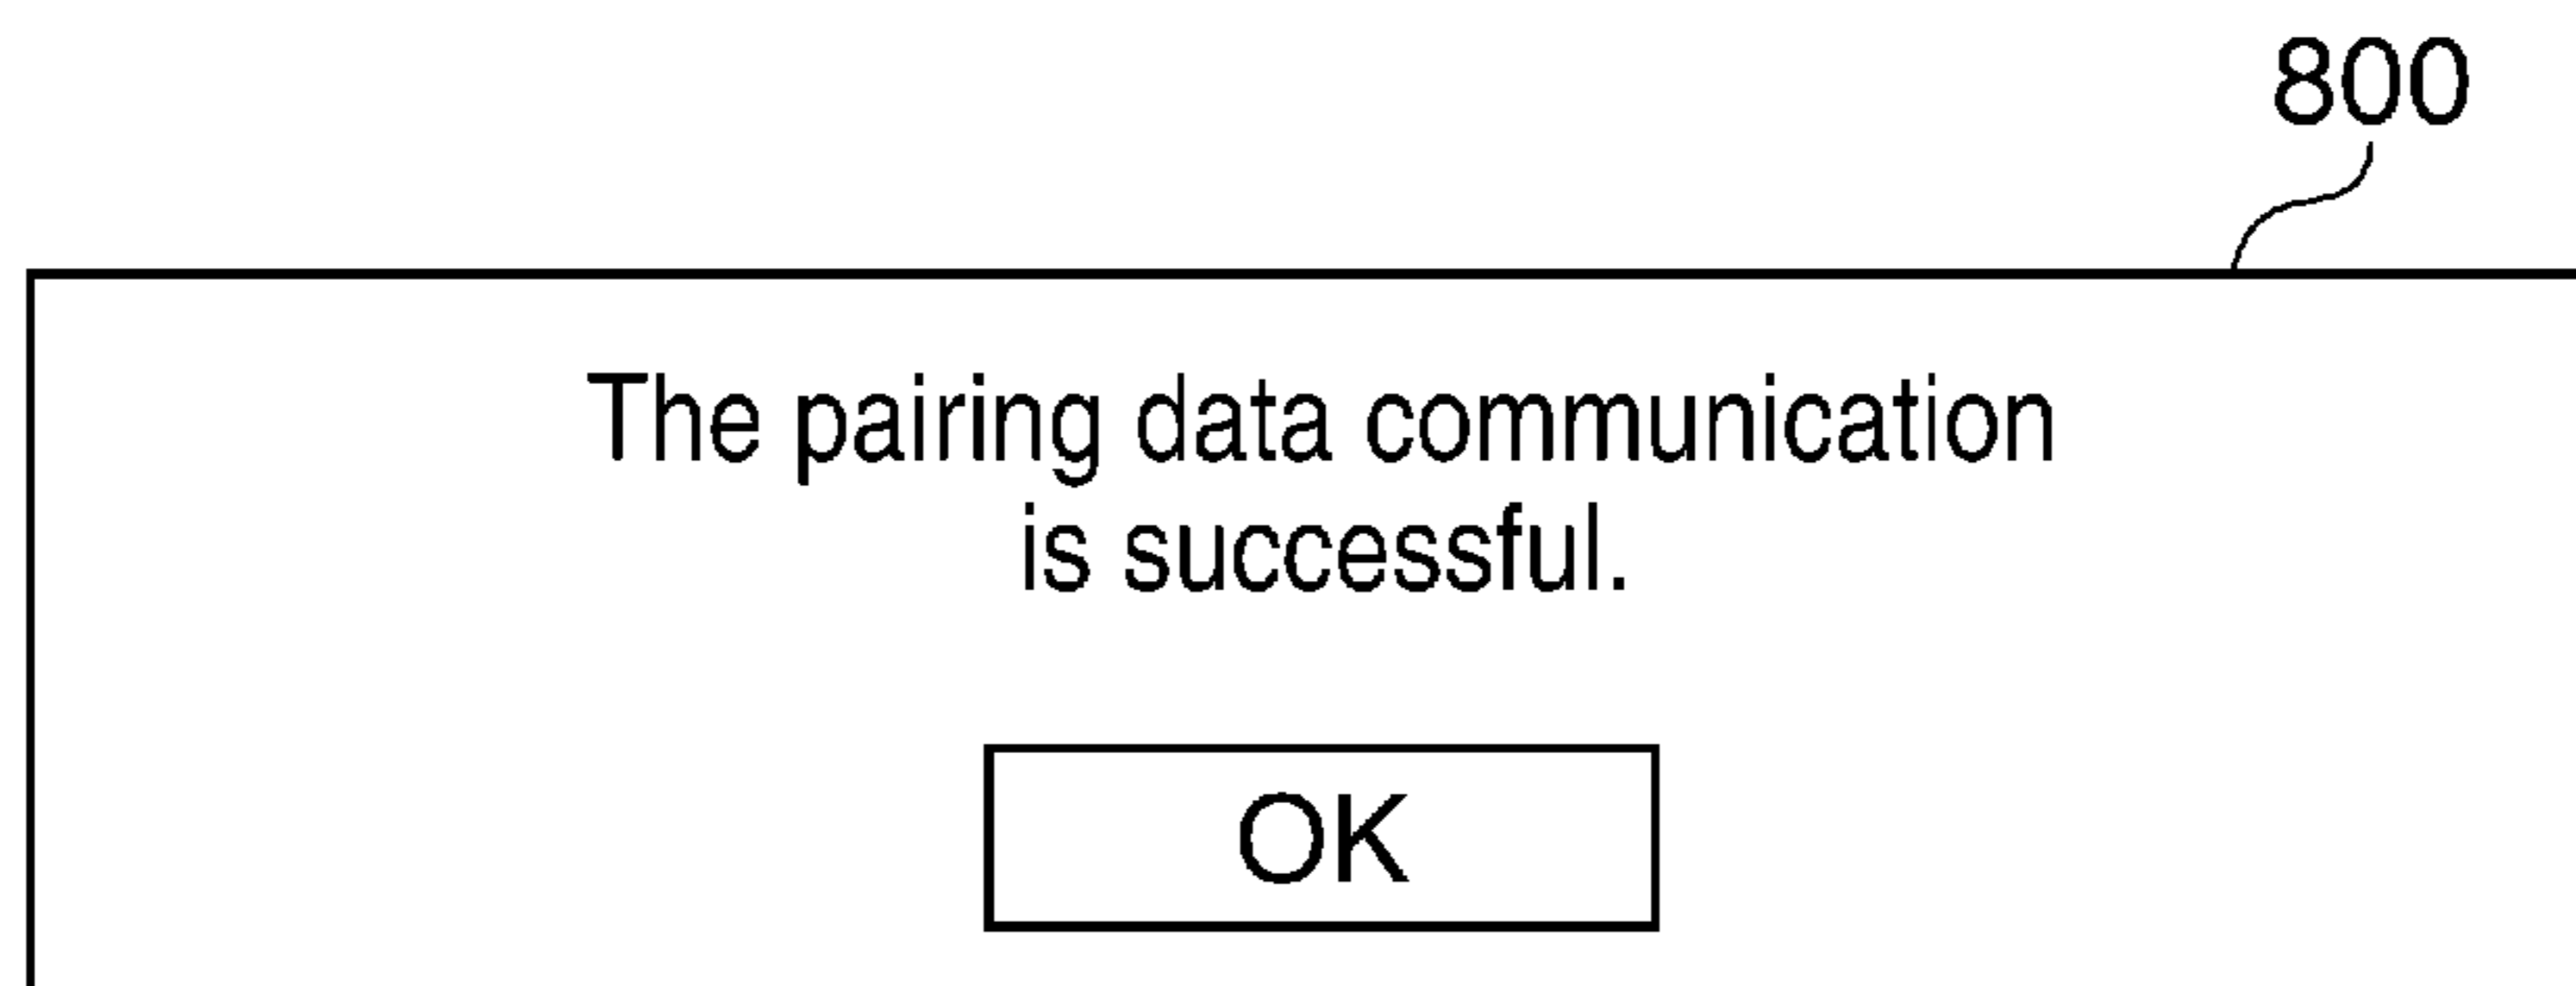 800
The pairing data communication
is successful.
OK